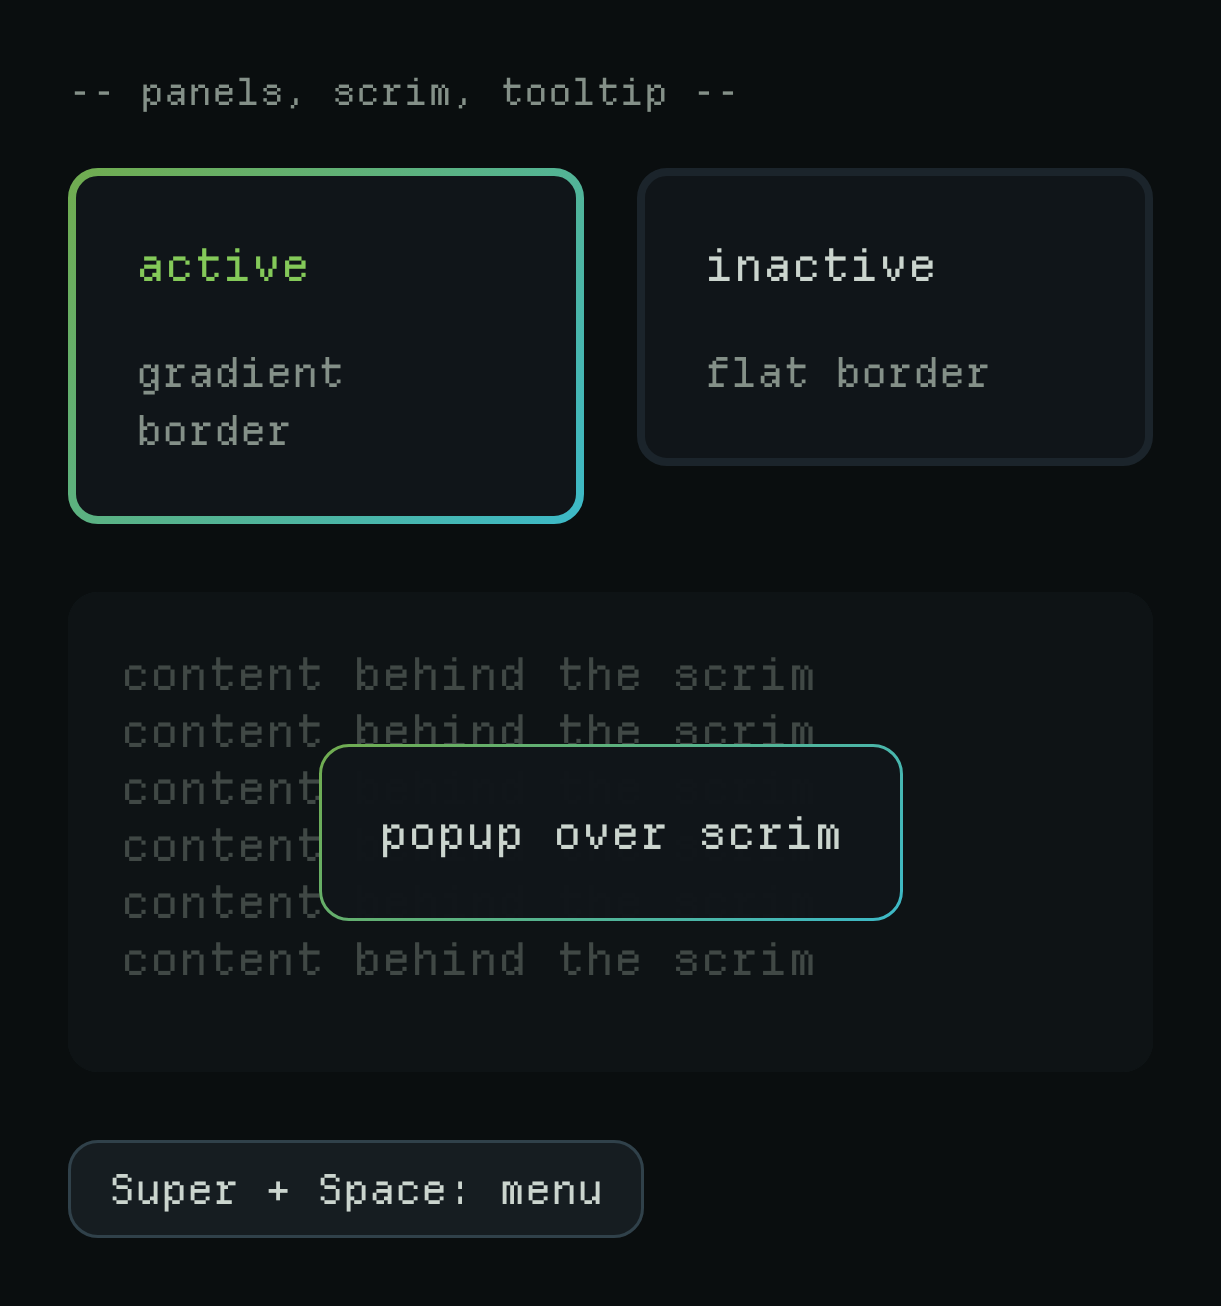 -- panels, scrim, tooltip --
active
gradient
border
inactive
flat border
content behind the scrim
content behind the scrim
content
content
content
content behind the scrim
popup over scrim
Super + Space: menu